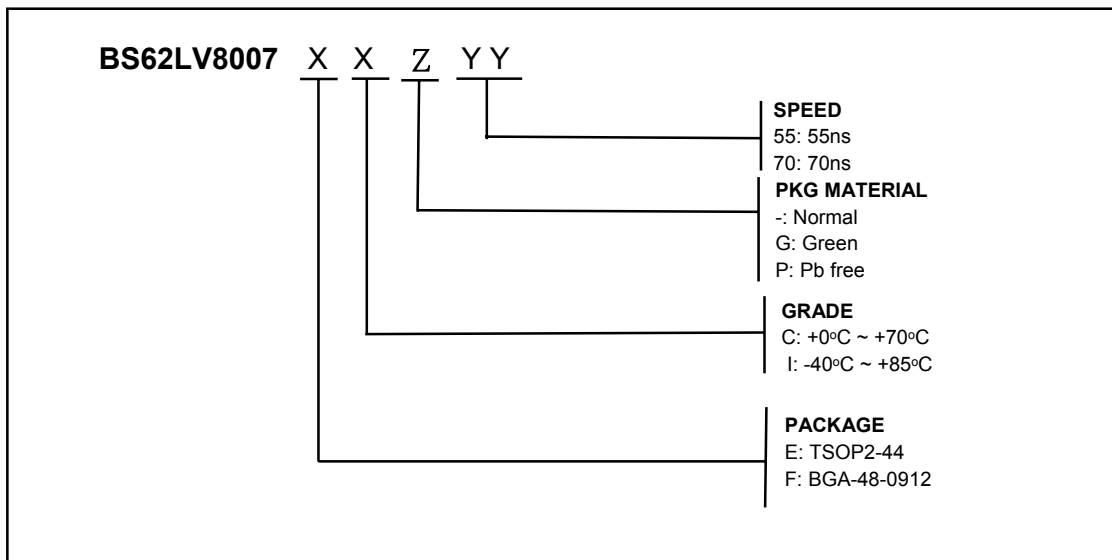 BS62LV8007 X X Z Y Y
SPEED
55: 55ns
70: 70ns
PKG MATERIAL
-: Normal
G: Green
P: Pb free
GRADE
C: +0ºC ~ +70ºC
I: -40ºC ~ +85ºC
PACKAGE
E: TSOP2-44
F: BGA-48-0912